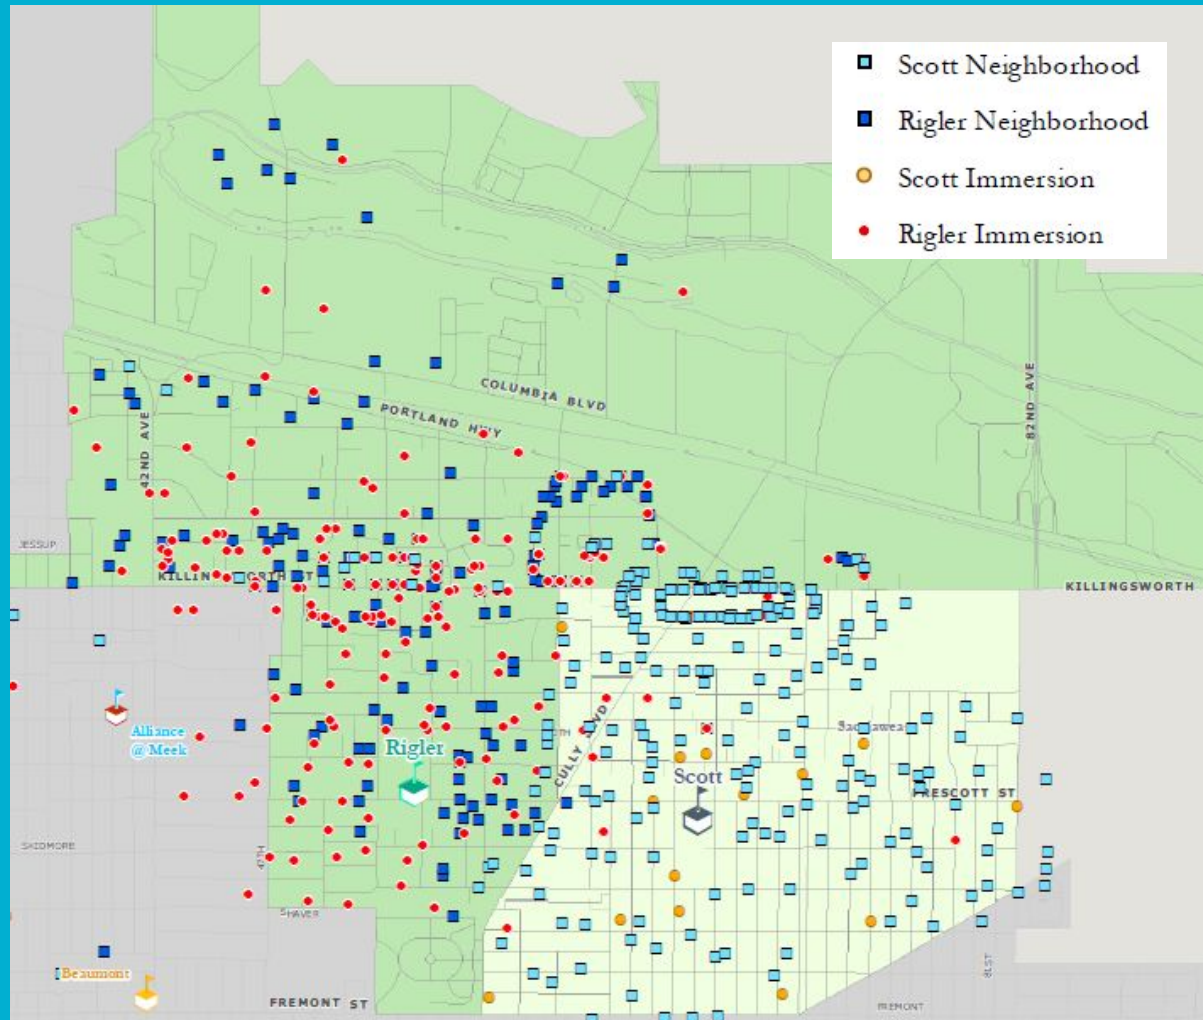 Scott Neighborhood
Rigler Neighborhood
Scott Immersion
Rigler Immersion
82ND AVE
COLUMBIA BLVD
PORTLAND HWY
42ND AVE
JESSUP
KILLINGSWORTH
Alliance
@ Meek
CULLY BLVD
Rigler
Scott
PRESCOTT ST
SKIDMORE
47TH
SHAVER
81ST
Beaumont
FREMONT ST
FREMONT